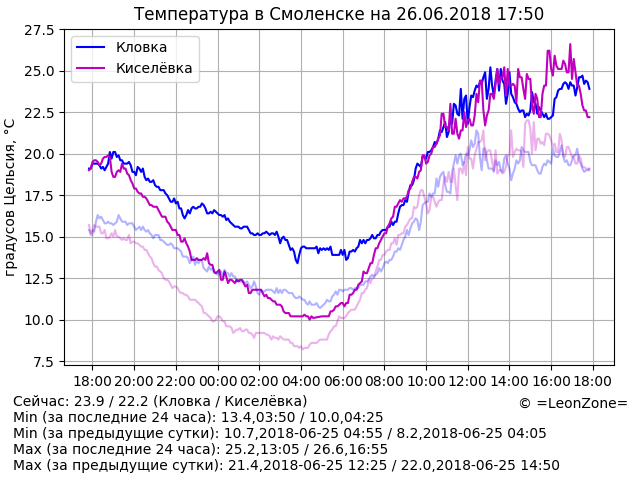 Температура в Смоленске на 26.06.2018 17:50
27.5
25.0
22.5
20.0
17.5
15.0
12.5
10.0
7.5
градусов Цельсия, °C
Кловка
Киселёвка
18:00 20:00 22:00 00:00 02:00 04:00 06:00 08:00 10:00 12:00 14:00 16:00 18:00
Сейчас: 23.9 / 22.2 (Кловка / Киселёвка)
© =LeonZone=
Min (за последние 24 часа): 13.4,03:50 / 10.0,04:25
Min (за предыдущие сутки): 10.7,2018-06-25 04:55 / 8.2,2018-06-25 04:05
Max (за последние 24 часа): 25.2,13:05 / 26.6,16:55
Max (за предыдущие сутки): 21.4,2018-06-25 12:25 / 22.0,2018-06-25 14:50